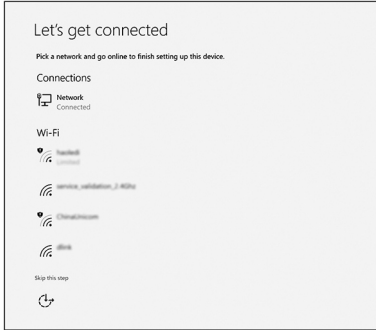 Let's get connected
Pick a network and go online to finish setting up this device.
Connections
Network
Connected
Wi-Fi
Limited
service_validation_2.4Ghz
ChinaUnicom
dlink
Skip this step